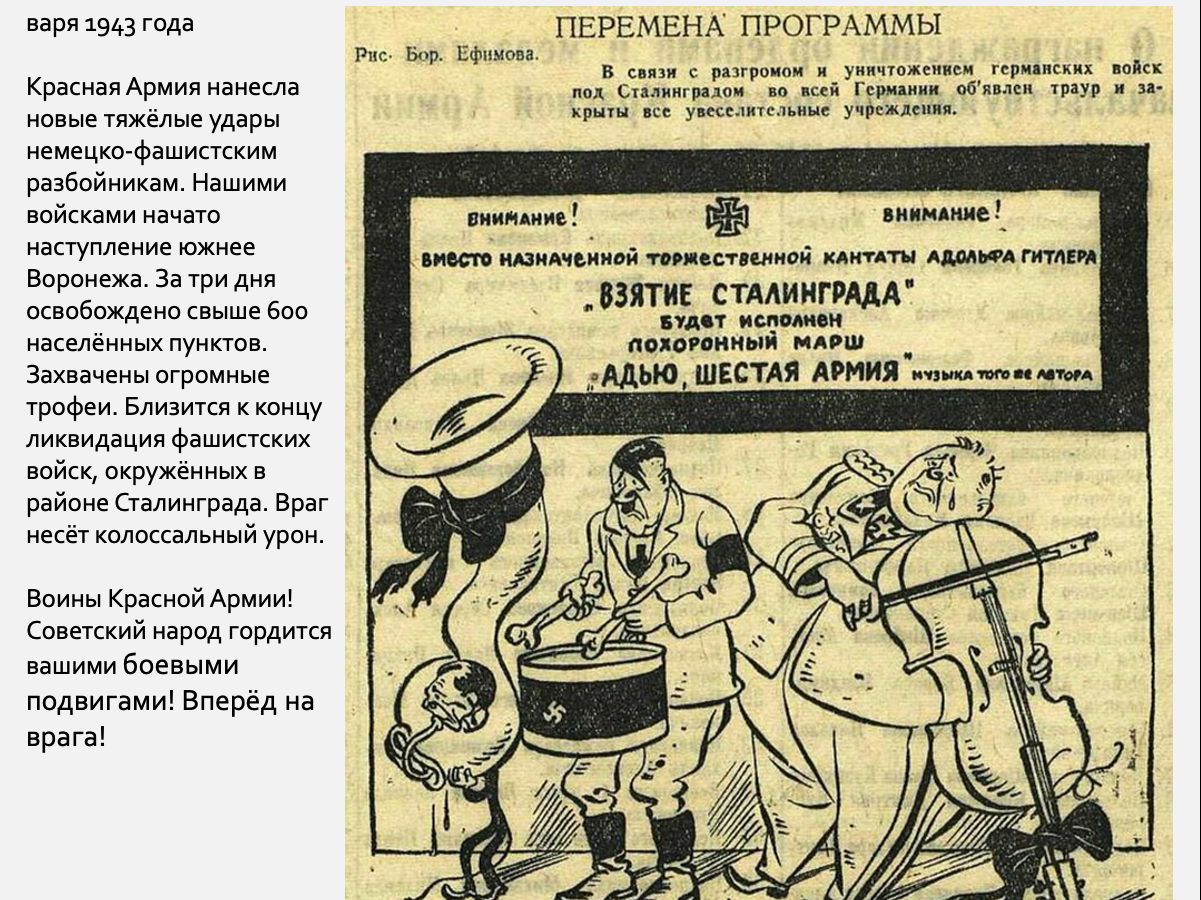 варя 1943 года
Красная Армия нанесла
новые тяжёлые удары
немецко-фашистским
разбойникам. Нашими
войсками начато
наступление южнее
Воронежа. За три дня
освобождено свыше 600
населённых пунктов.
Захвачены огромные
трофеи. Близится к концу
ликвидация фашистских
войск, окружённых в
районе Сталинграда. Враг
несёт колоссальный урон.
Воины Красной Армии!
Советский народ гордится
вашими боевыми
подвигами! Вперёд на
врага!
ПЕРЕМЕНА ПРОГРАММЫ
Рис. Бор. Ефимова.
В связи с разгромом и уничтожением германских войск
под Сталинградом во всей Германии об'явлен траур и за-
крыты все увеселительные учреждения.
ВНИМАНИЕ! ВНИМАНИЕ!
ВМЕСТО НАЗНАЧЕННОЙ ТОРЖЕСТВЕННОЙ КАНТАТЫ АДОЛЬФА ГИТЛЕРА
„ВЗЯТИЕ СТАЛИНГРАДА"
БУДЕТ ИСПОЛНЕН
ПОХОРОННЫЙ МАРШ
„АДЬЮ, ШЕСТАЯ АРМИЯ" МУЗЫКА ТОГО ЖЕ АВТОРА